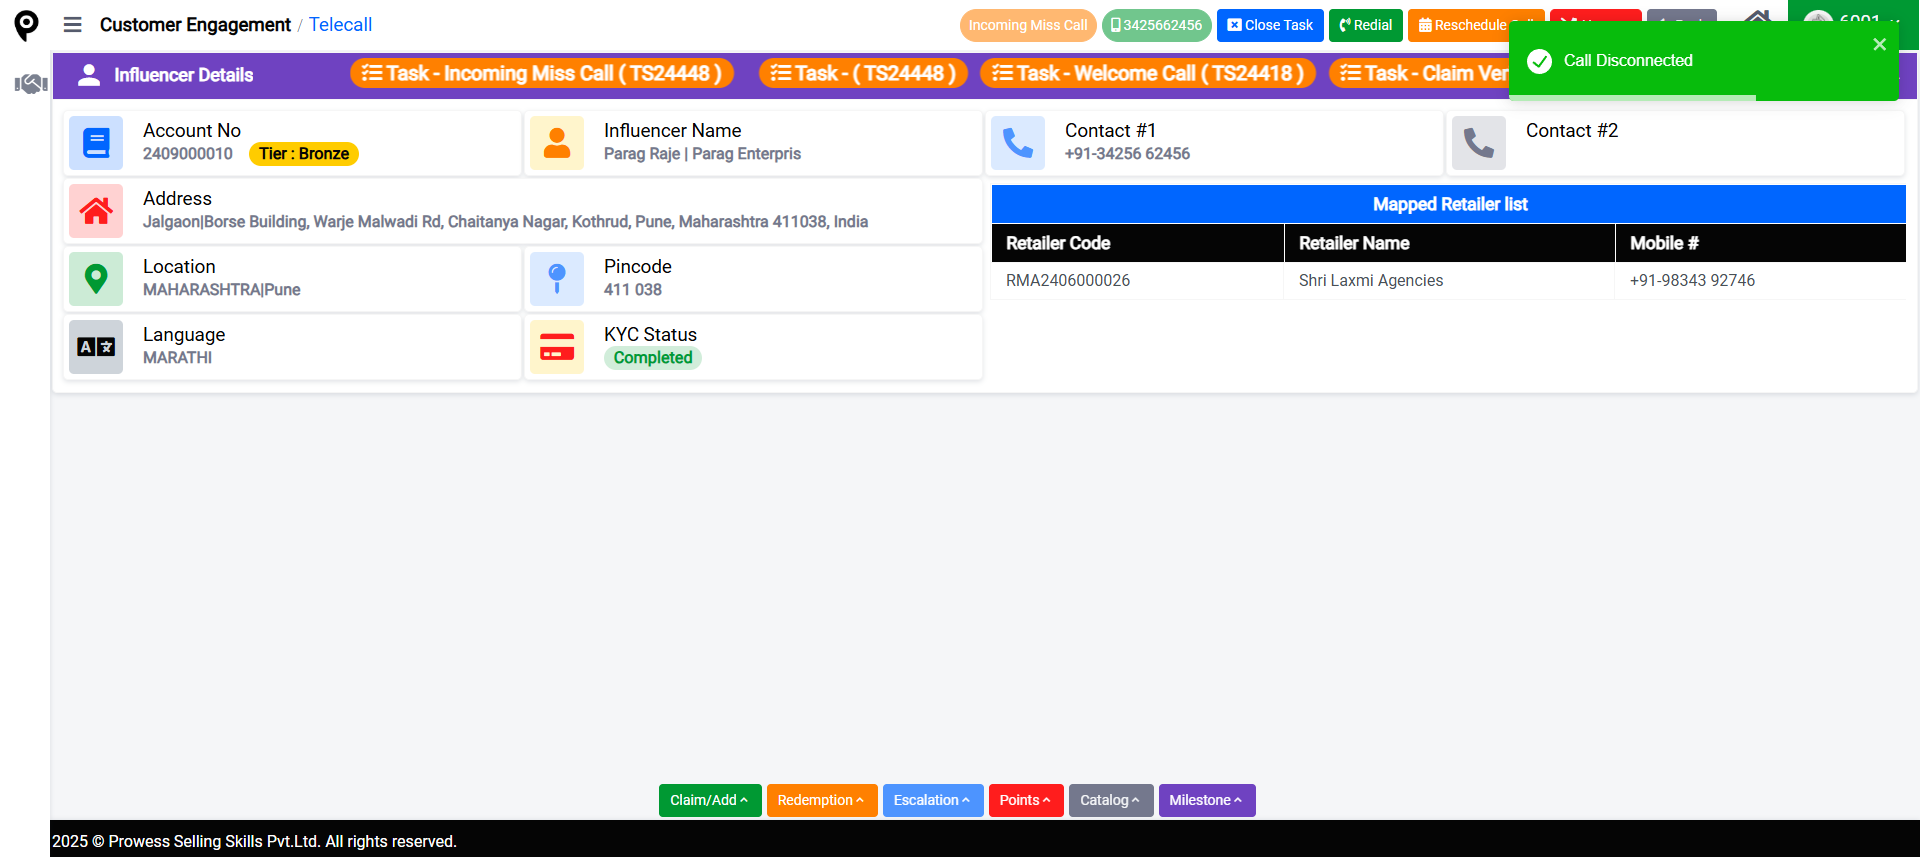 Customer Engagement / Telecall
Incoming Miss Call
3425662456
Close Task
Redial
Reschedule
Influencer Details
Task - Incoming Miss Call ( TS24448 )
Task - ( TS24448 )
Task - Welcome Call ( TS24418 )
Task - Claim Ver
Call Disconnected
Account No
2409000010
Tier : Bronze
Influencer Name
Parag Raje | Parag Enterpris
Contact #1
+91-34256 62456
Contact #2
Address
Jalgaon|Borse Building, Warje Malwadi Rd, Chaitanya Nagar, Kothrud, Pune, Maharashtra 411038, India
Mapped Retailer list
Retailer Code
Retailer Name
Mobile #
RMA2406000026
Shri Laxmi Agencies
+91-98343 92746
Location
MAHARASHTRA|Pune
Pincode
411 038
Language
MARATHI
KYC Status
Completed
Claim/Add
Redemption
Escalation
Points
Catalog
Milestone
2025 © Prowess Selling Skills Pvt.Ltd. All rights reserved.